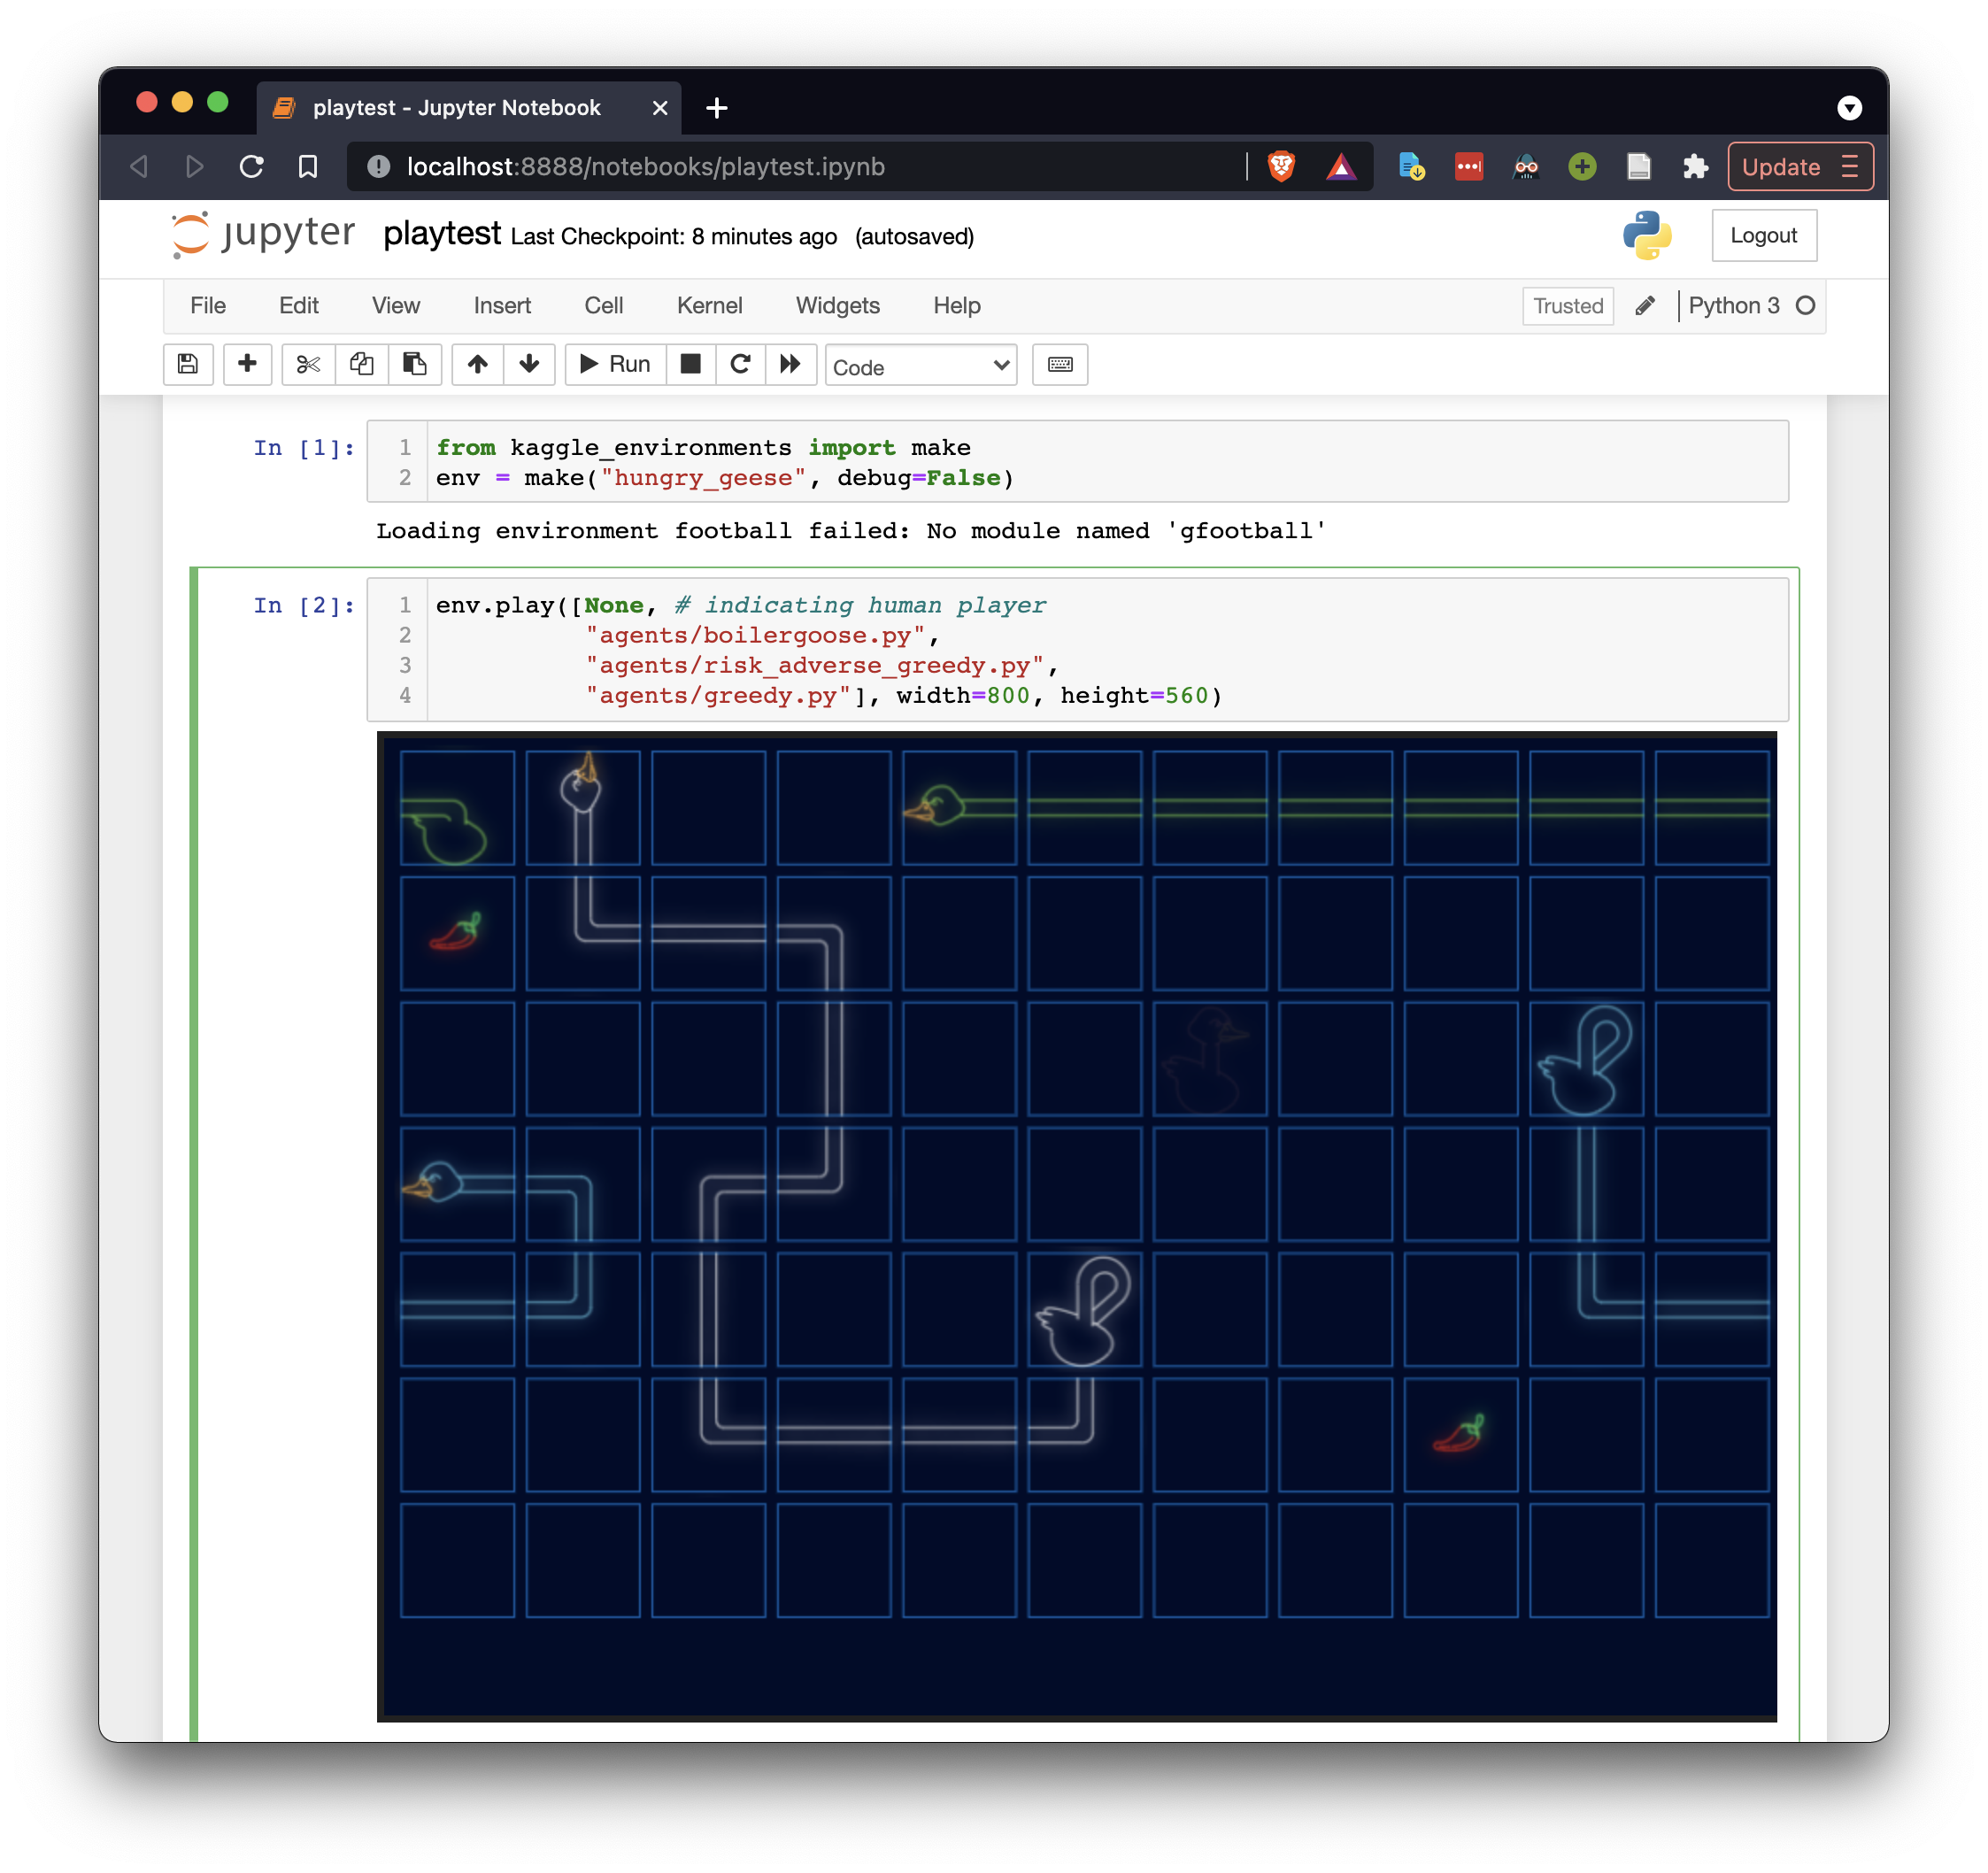 playtest - Jupyter Notebook
localhost:8888/notebooks/playtest.ipynb
Update
jupyter playtest Last Checkpoint: 8 minutes ago (autosaved)
Logout
File Edit View Insert Cell Kernel Widgets Help
Trusted
Python 3
Run
Code
In [1]:
1 from kaggle_environments import make
2 env = make("hungry_geese", debug=False)
Loading environment football failed: No module named 'gfootball'
In [2]:
1 env.play([None, # indicating human player
2 "agents/boilergoose.py",
3 "agents/risk_adverse_greedy.py",
4 "agents/greedy.py"], width=800, height=560)